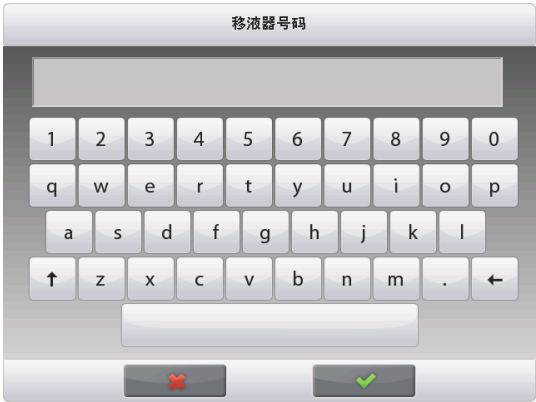 移液器号码
1 2 3 4 5 6 7 8 9 0
q w e r t y u i o p
a s d f g h j k l
↑ z x c v b n m . ←